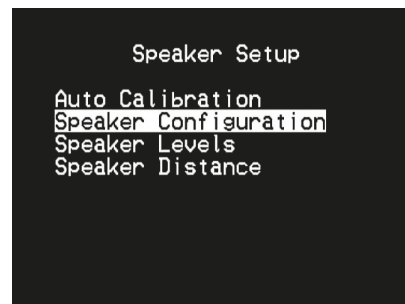 Speaker Setup
Auto Calibration
Speaker Configuration
Speaker Levels
Speaker Distance